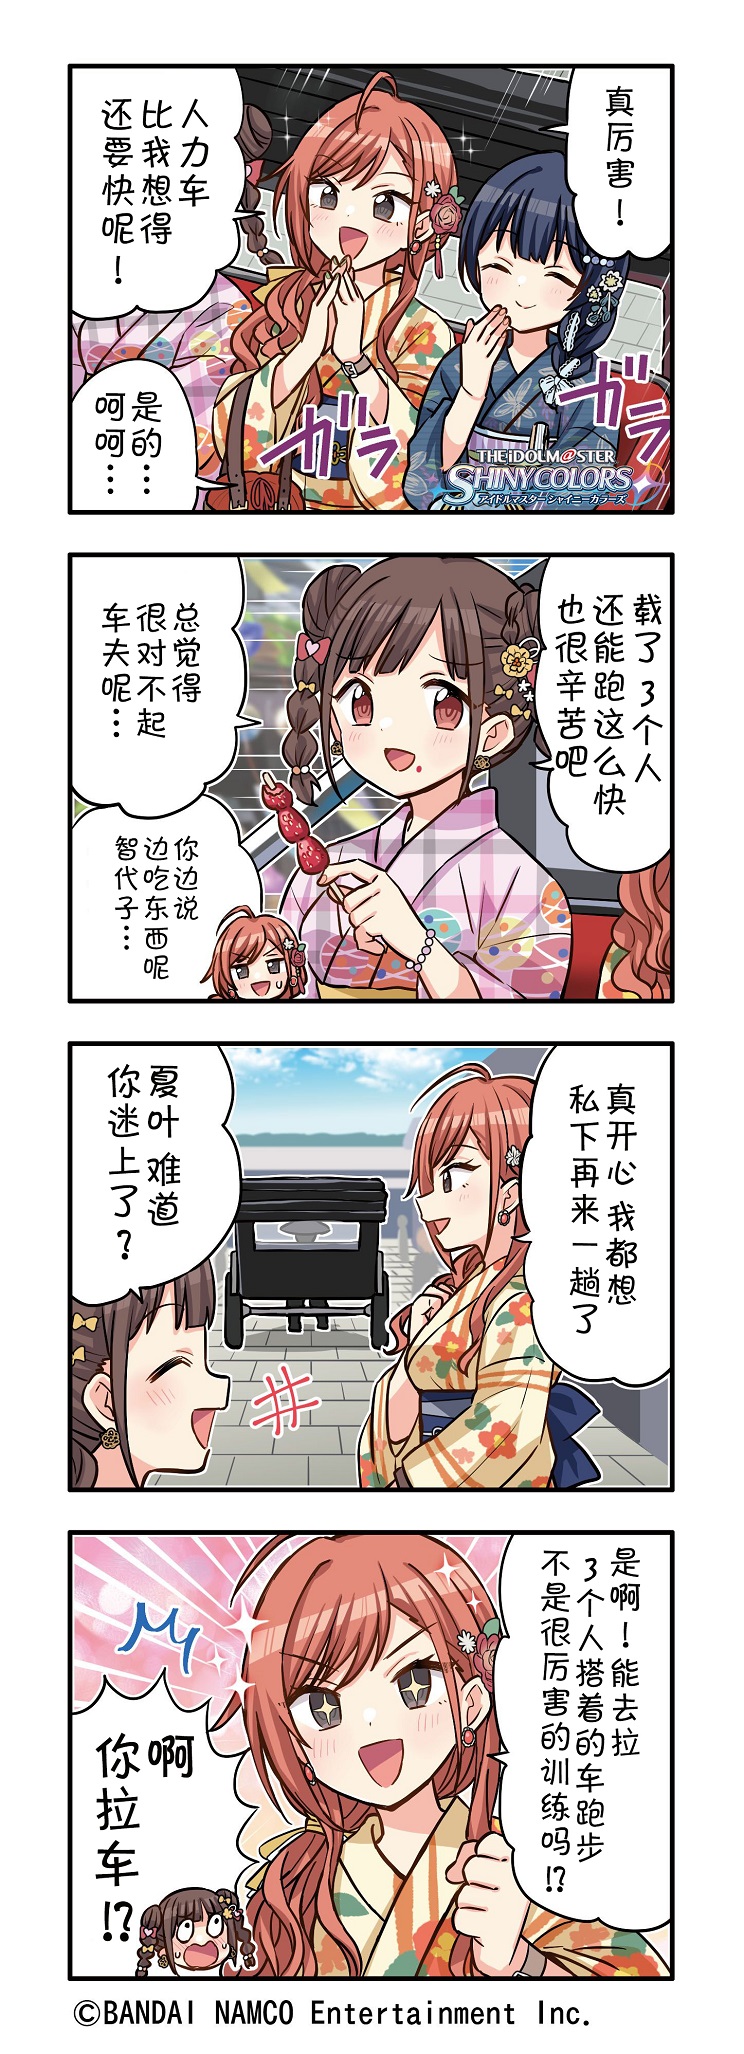 真厉害！
人力车
比我想得
还要快呢！
是的…
呵呵…
ガラ
ガラ
THE iDOLM@STER
SHINYCOLORS
アイドルマスター シャイニーカラーズ
载了3个人
还能跑这么快
也很辛苦吧
总觉得
很对不起
车夫呢…
你边说
边吃东西呢
智代子…
真开心 我都想
私下再来一趟了
夏叶 难道
你迷上了？
是啊！能去拉
3个人搭着的车跑步
不是很厉害的训练吗!?
啊
你拉车!?
©BANDAI NAMCO Entertainment Inc.